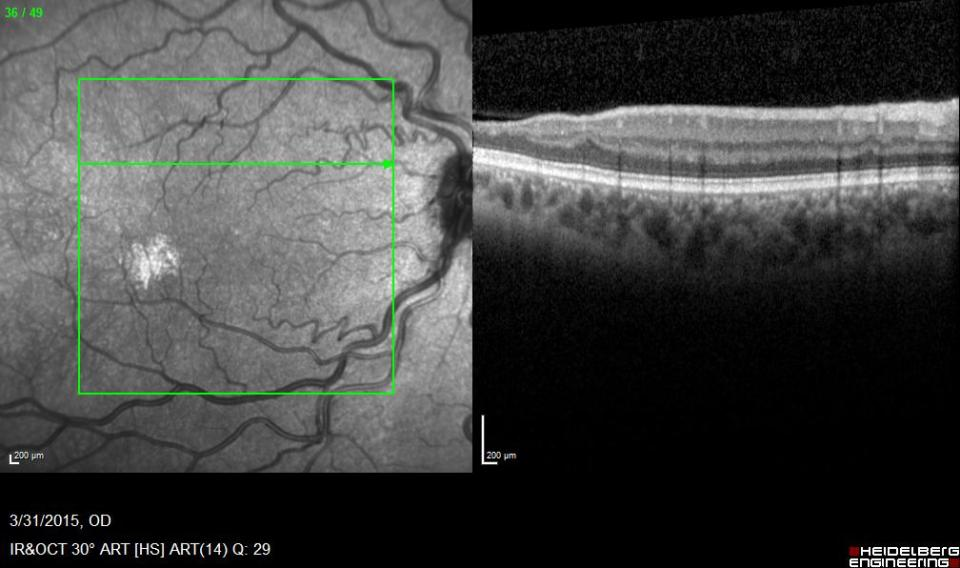 36 / 49
200 µm
200 µm
3/31/2015, OD
IR&OCT 30° ART [HS] ART(14) Q: 29
HEIDELBERG
ENGINEERING